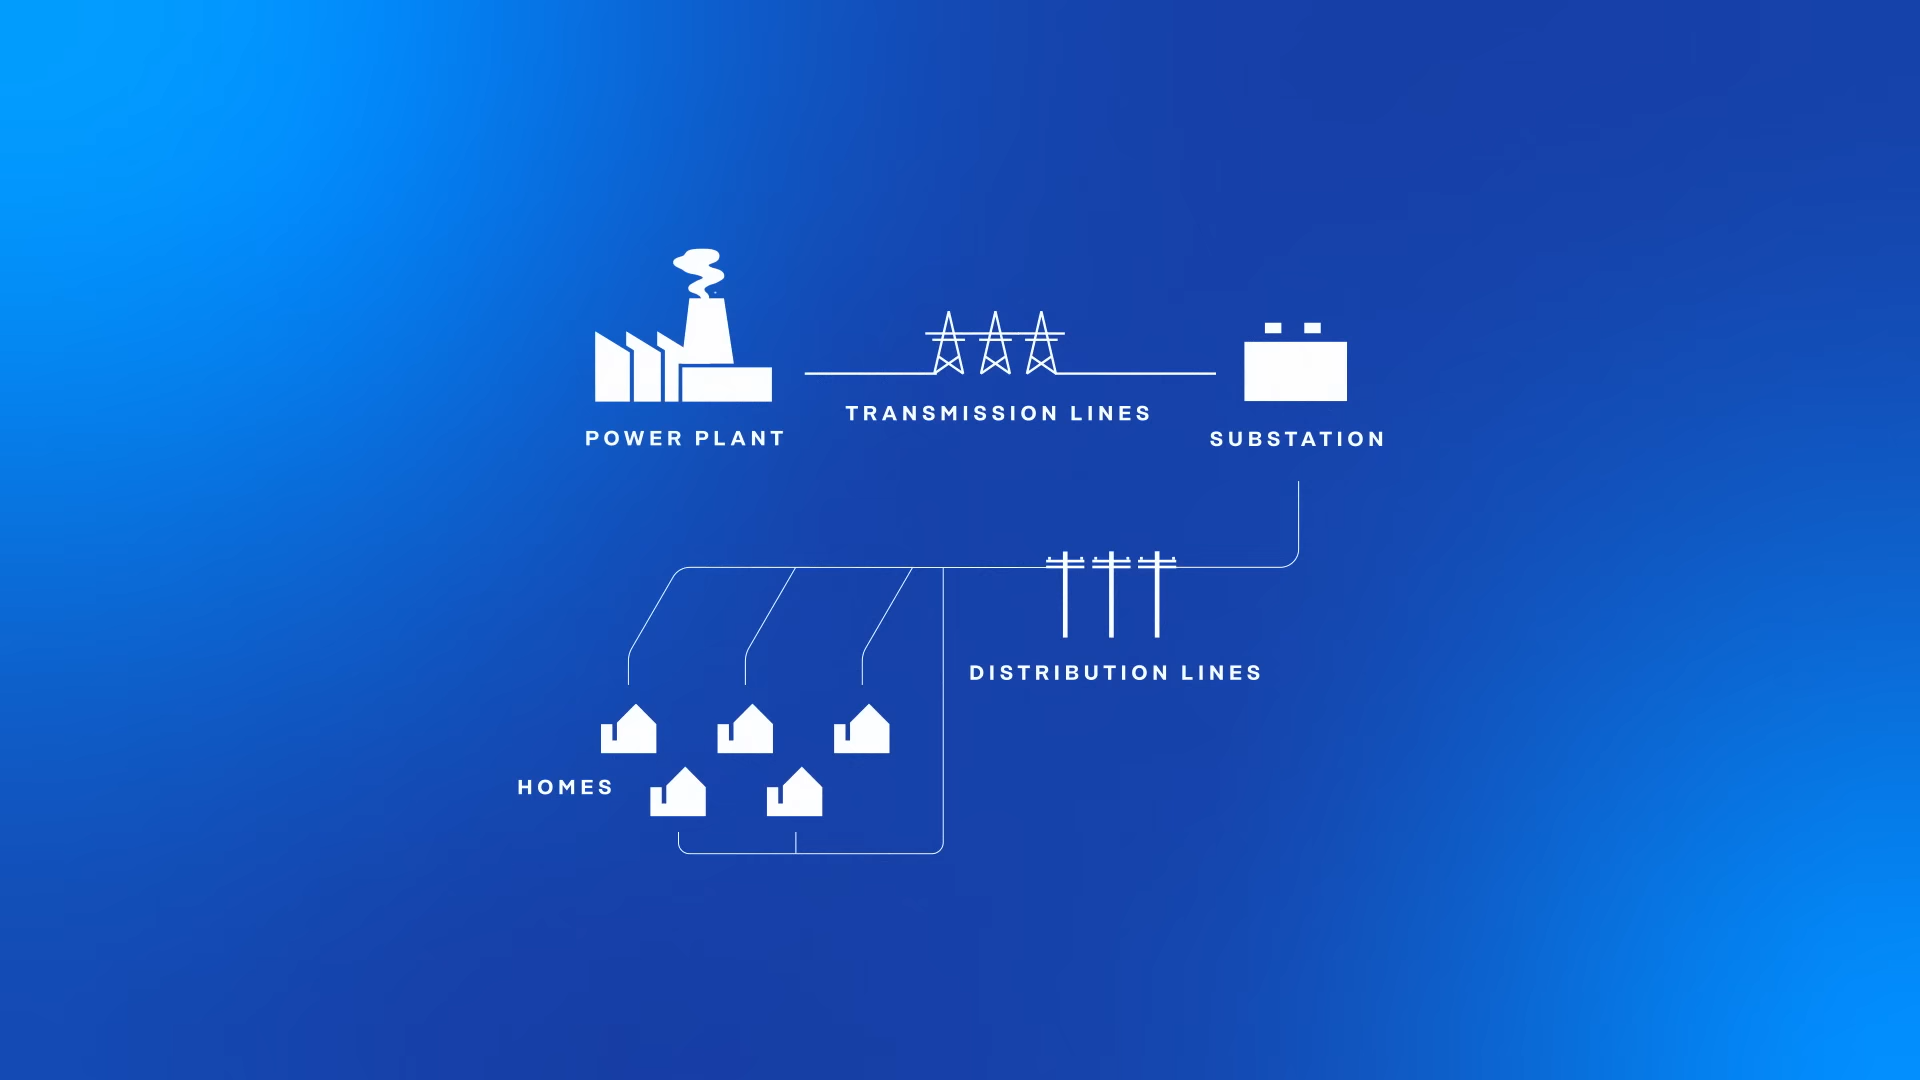 POWER PLANT
TRANSMISSION LINES
SUBSTATION
DISTRIBUTION LINES
HOMES